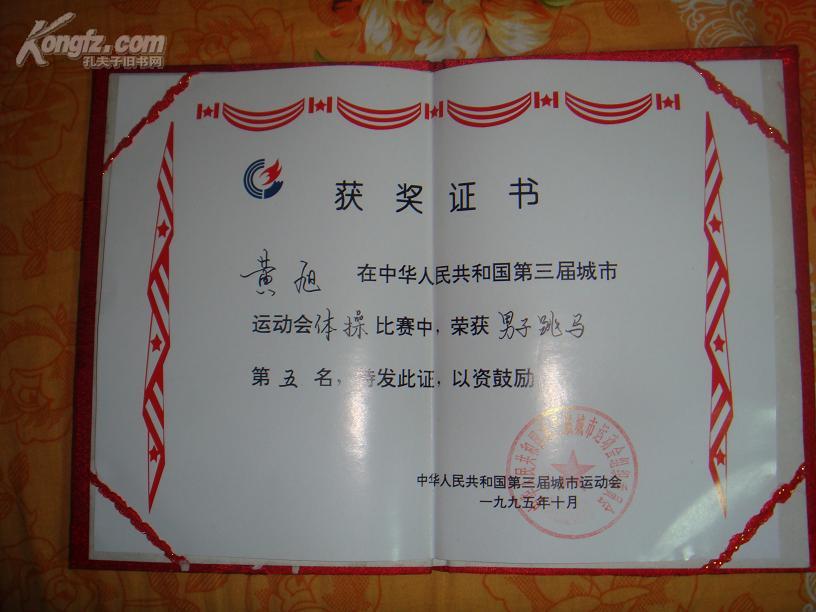 Kongfz.com
孔夫子旧书网
获奖证书
黄旭 在中华人民共和国第三届城市
运动会体操比赛中，荣获男子跳马
第五名，特发此证，以资鼓励
中华人民共和国第三届城市运动会
一九九五年十月